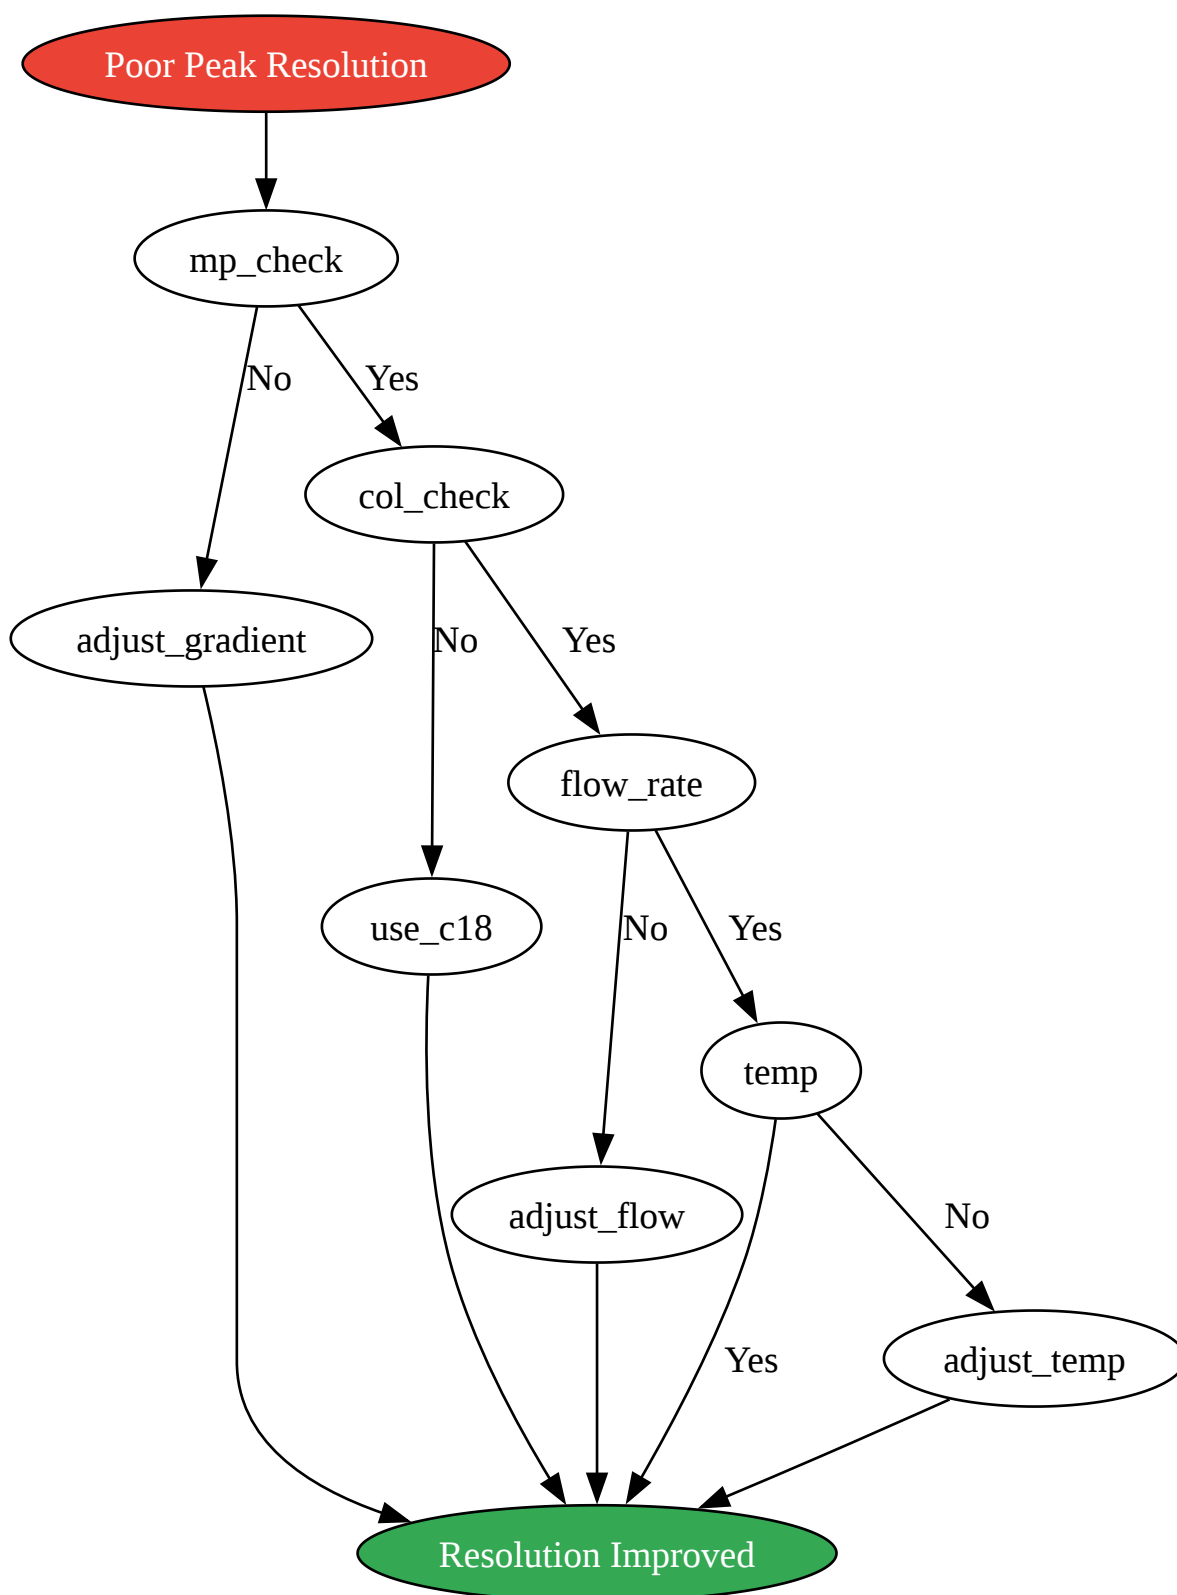 Poor Peak Resolution
mp_check
No
Yes
col_check
adjust_gradient
No
Yes
flow_rate
use_c18
No
Yes
temp
adjust_flow
No
Yes
adjust_temp
Resolution Improved